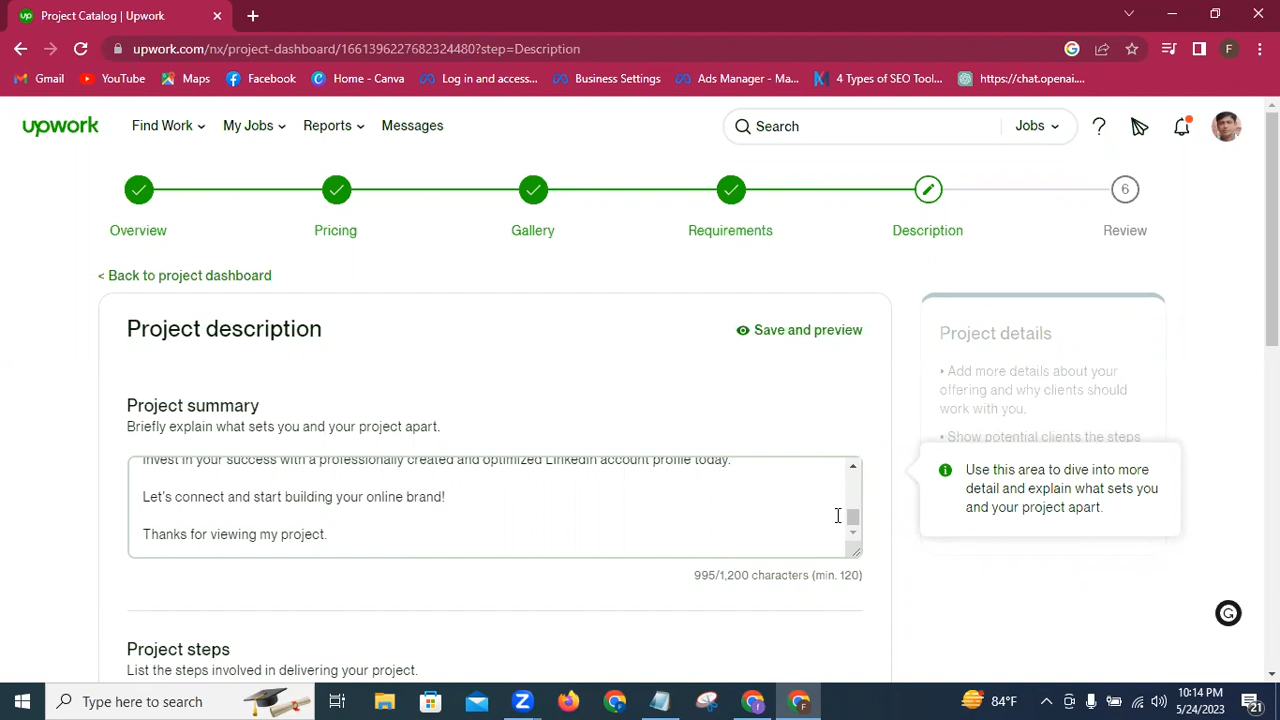 Project Catalog | Upwork
upwork.com/nx/project-dashboard/1661396227682324480?step=Description
F
Gmail
YouTube
Maps
Facebook
Home - Canva
Log in and access...
Business Settings
Ads Manager - Ma...
4 Types of SEO Tool...
https://chat.openai....
upwork
Find Work
My Jobs
Reports
Messages
Search
Jobs
?
6
Overview
Pricing
Gallery
Requirements
Description
Review
< Back to project dashboard
Project description
Save and preview
Project summary
Briefly explain what sets you and your project apart.
invest in your success with a professionally created and optimized LinkedIn account profile today.
Let's connect and start building your online brand!
Thanks for viewing my project.
995/1,200 characters (min. 120)
Project steps
List the steps involved in delivering your project.
Project details
• Add more details about your
offering and why clients should
work with you.
• Show potential clients the steps
Use this area to dive into more
detail and explain what sets you
and your project apart.
Type here to search
84°F
10:14 PM
5/24/2023
21